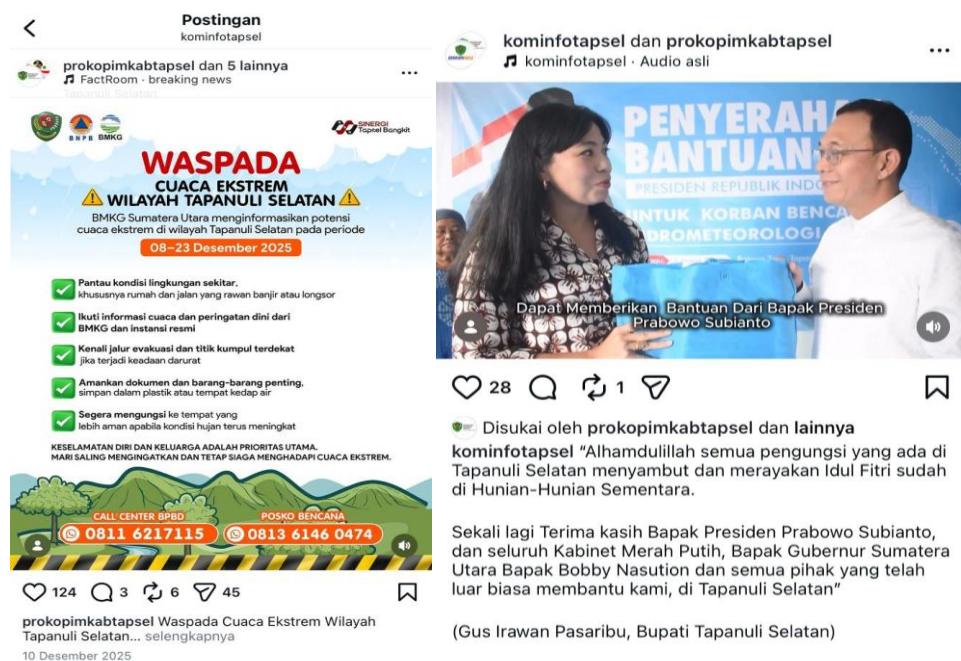 Postingan
kominfotapsel
prokopimkabtapsel dan 5 lainnya
FactRoom · breaking news
Tapanuli Selatan
BNPB
BMKG
SINERGI
Tapsel Bangkit
WASPADA
CUACA EKSTREM
WILAYAH TAPANULI SELATAN
BMKG Sumatera Utara menginformasikan potensi
cuaca ekstrem di wilayah Tapanuli Selatan pada periode
08–23 Desember 2025
Pantau kondisi lingkungan sekitar,
khususnya rumah dan jalan yang rawan banjir atau longsor
Ikuti informasi cuaca dan peringatan dini dari
BMKG dan instansi resmi
Kenali jalur evakuasi dan titik kumpul terdekat
jika terjadi keadaan darurat
Amankan dokumen dan barang-barang penting,
simpan dalam plastik atau tempat kedap air
Segera mengungsi ke tempat yang
lebih aman apabila kondisi hujan terus meningkat
KESELAMATAN DIRI DAN KELUARGA ADALAH PRIORITAS UTAMA.
MARI SALING MENGINGATKAN DAN TETAP SIAGA MENGHADAPI CUACA EKSTREM.
CALL CENTER BPBD
0811 6217115
POSKO BENCANA
0813 6146 0474
124 3 6 45
prokopimkabtapsel Waspada Cuaca Ekstrem Wilayah
Tapanuli Selatan... selengkapnya
10 Desember 2025
kominfotapsel dan prokopimkabtapsel
kominfotapsel · Audio asli
PENYERAHA
BANTUAN
PRESIDEN REPUBLIK INDO
UNTUK KORBAN BENCA
DROMETEOROLOGI
Dapat Memberikan Bantuan Dari Bapak Presiden
Prabowo Subianto
28 1
Disukai oleh prokopimkabtapsel dan lainnya
kominfotapsel “Alhamdulillah semua pengungsi yang ada di
Tapanuli Selatan menyambut dan merayakan Idul Fitri sudah
di Hunian-Hunian Sementara.
Sekali lagi Terima kasih Bapak Presiden Prabowo Subianto,
dan seluruh Kabinet Merah Putih, Bapak Gubernur Sumatera
Utara Bapak Bobby Nasution dan semua pihak yang telah
luar biasa membantu kami, di Tapanuli Selatan”
(Gus Irawan Pasaribu, Bupati Tapanuli Selatan)